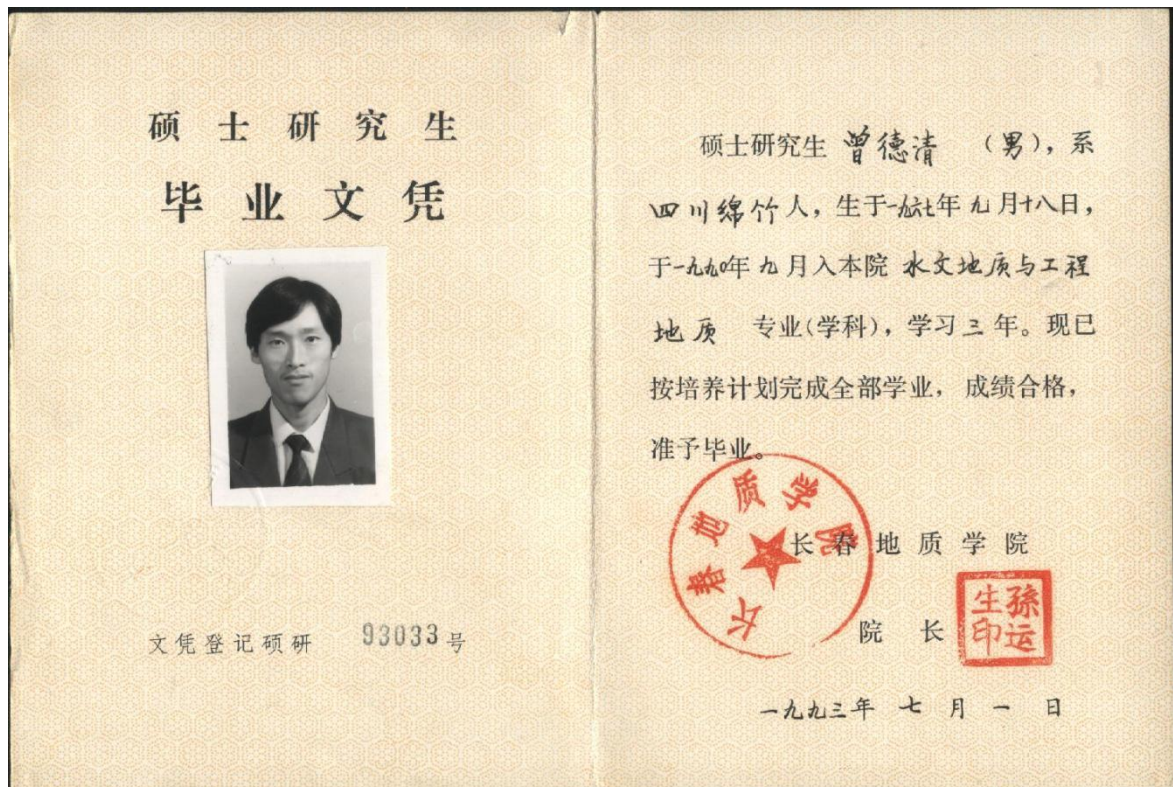 硕士研究生
毕业文凭
文凭登记硕研 93033号
硕士研究生 曾德清 (男),系
四川绵竹人,生于一九六七年九月十八日,
于一九九〇年九月入本院 水文地质与工程
地质 专业(学科),学习三年。现已
按培养计划完成全部学业,成绩合格,
准予毕业。
长春地质学院
长春地质学院
院长
孙运
生印
一九九三年七月一日